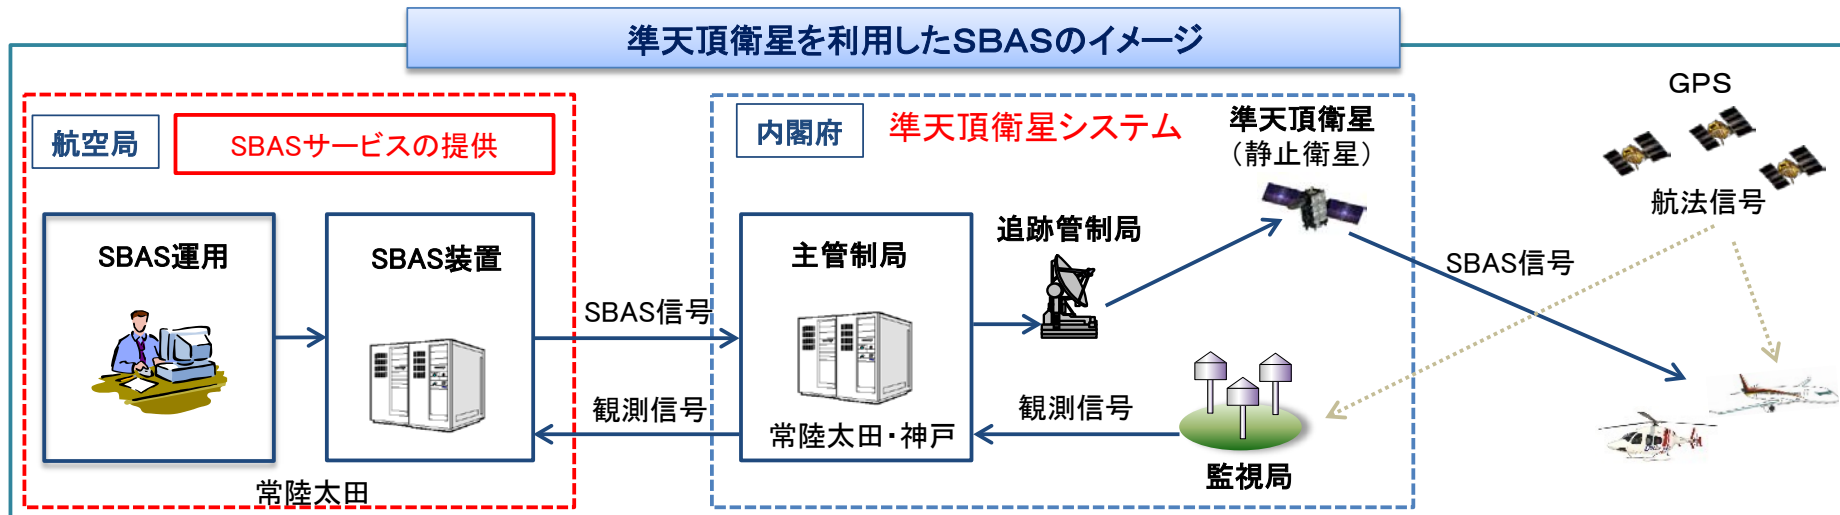 準天頂衛星を利用したSBASのイメージ
航空局
SBASサービスの提供
SBAS運用
SBAS装置
常陸太田
SBAS信号
観測信号
内閣府
準天頂衛星システム
主管制局
常陸太田・神戸
追跡管制局
準天頂衛星
（静止衛星）
観測信号
監視局
GPS
航法信号
SBAS信号